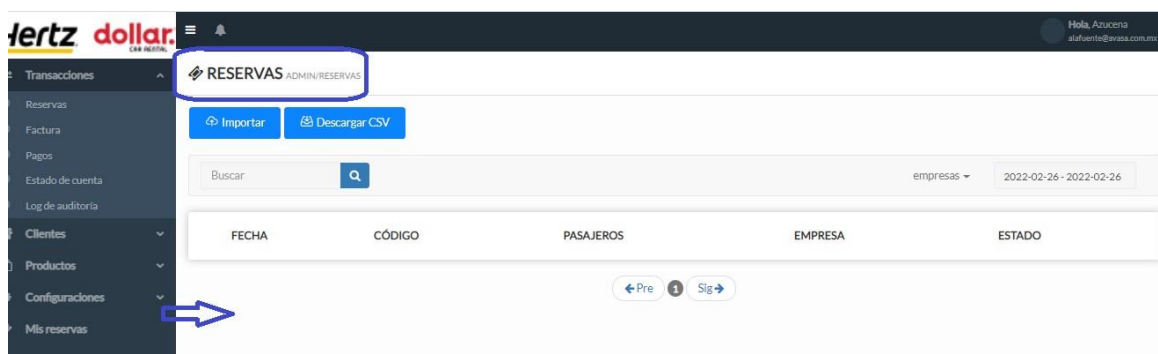 Hertz dollar.
CAR RENTAL
Hola, Azucena
alafuente@avasa.com.mx
Transacciones
RESERVAS ADMIN/RESERVAS
Reservas
Factura
Pagos
Estado de cuenta
Log de auditoría
Clientes
Productos
Configuraciones
Mis reservas
Importar
Descargar CSV
Buscar
empresas
2022-02-26 - 2022-02-26
FECHA CÓDIGO PASAJEROS EMPRESA ESTADO
Pre 1 Sig